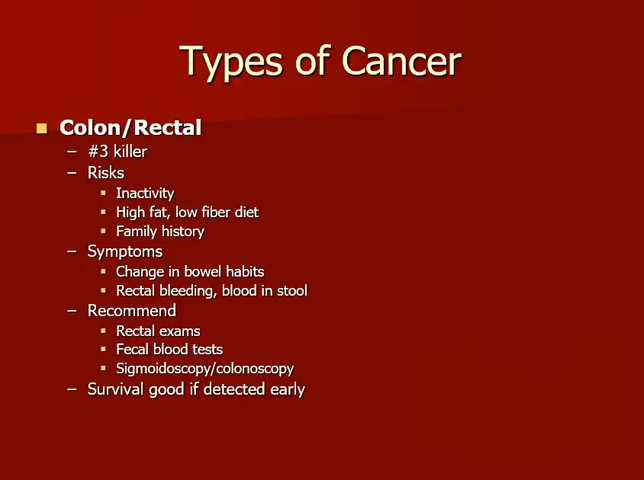 Types of Cancer
Colon/Rectal
– #3 killer
– Risks
Inactivity
High fat, low fiber diet
Family history
– Symptoms
Change in bowel habits
Rectal bleeding, blood in stool
– Recommend
Rectal exams
Fecal blood tests
Sigmoidoscopy/colonoscopy
– Survival good if detected early